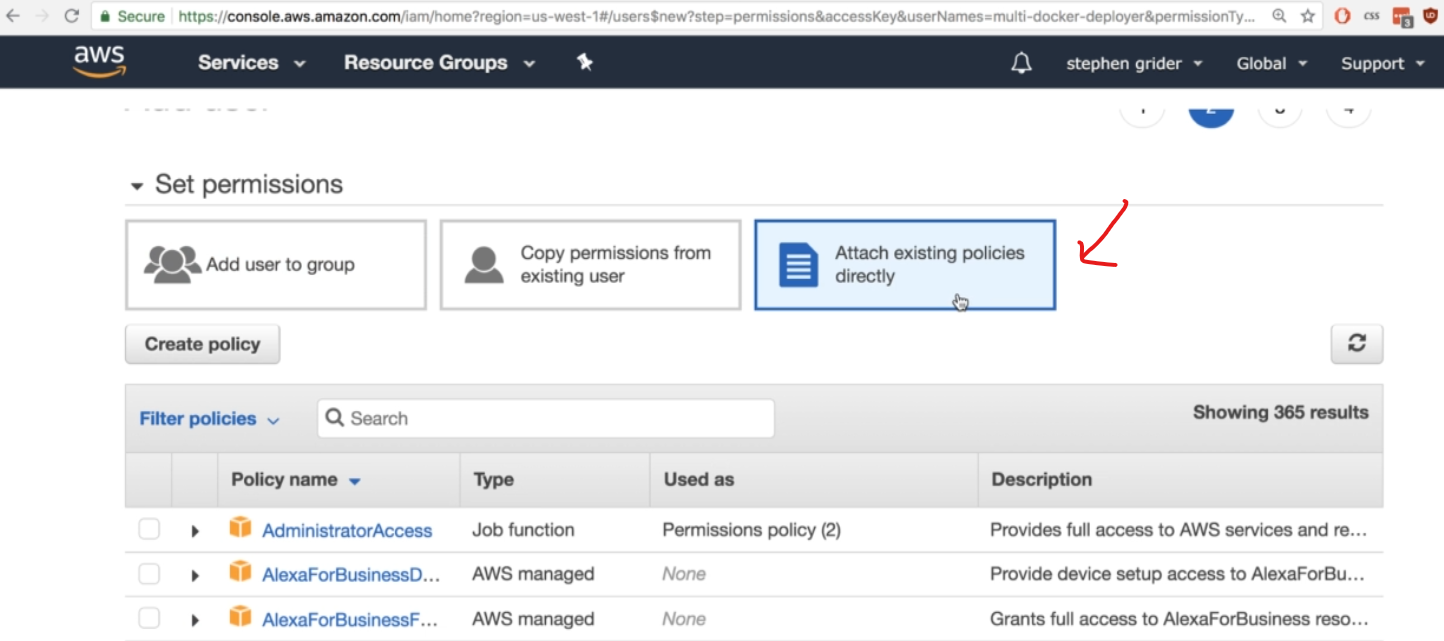 Secure https://console.aws.amazon.com/iam/home?region=us-west-1#/users$new?step=permissions&accessKey&userNames=multi-docker-deployer&permissionTy...
css
3
aws Services Resource Groups stephen grider Global Support
2
Set permissions
Add user to group
Copy permissions from
existing user
Attach existing policies
directly
Create policy
Filter policies Search Showing 365 results
Policy name Type Used as Description
AdministratorAccess Job function Permissions policy (2) Provides full access to AWS services and re...
AlexaForBusinessD... AWS managed None Provide device setup access to AlexaForBu...
AlexaForBusinessF... AWS managed None Grants full access to AlexaForBusiness reso...